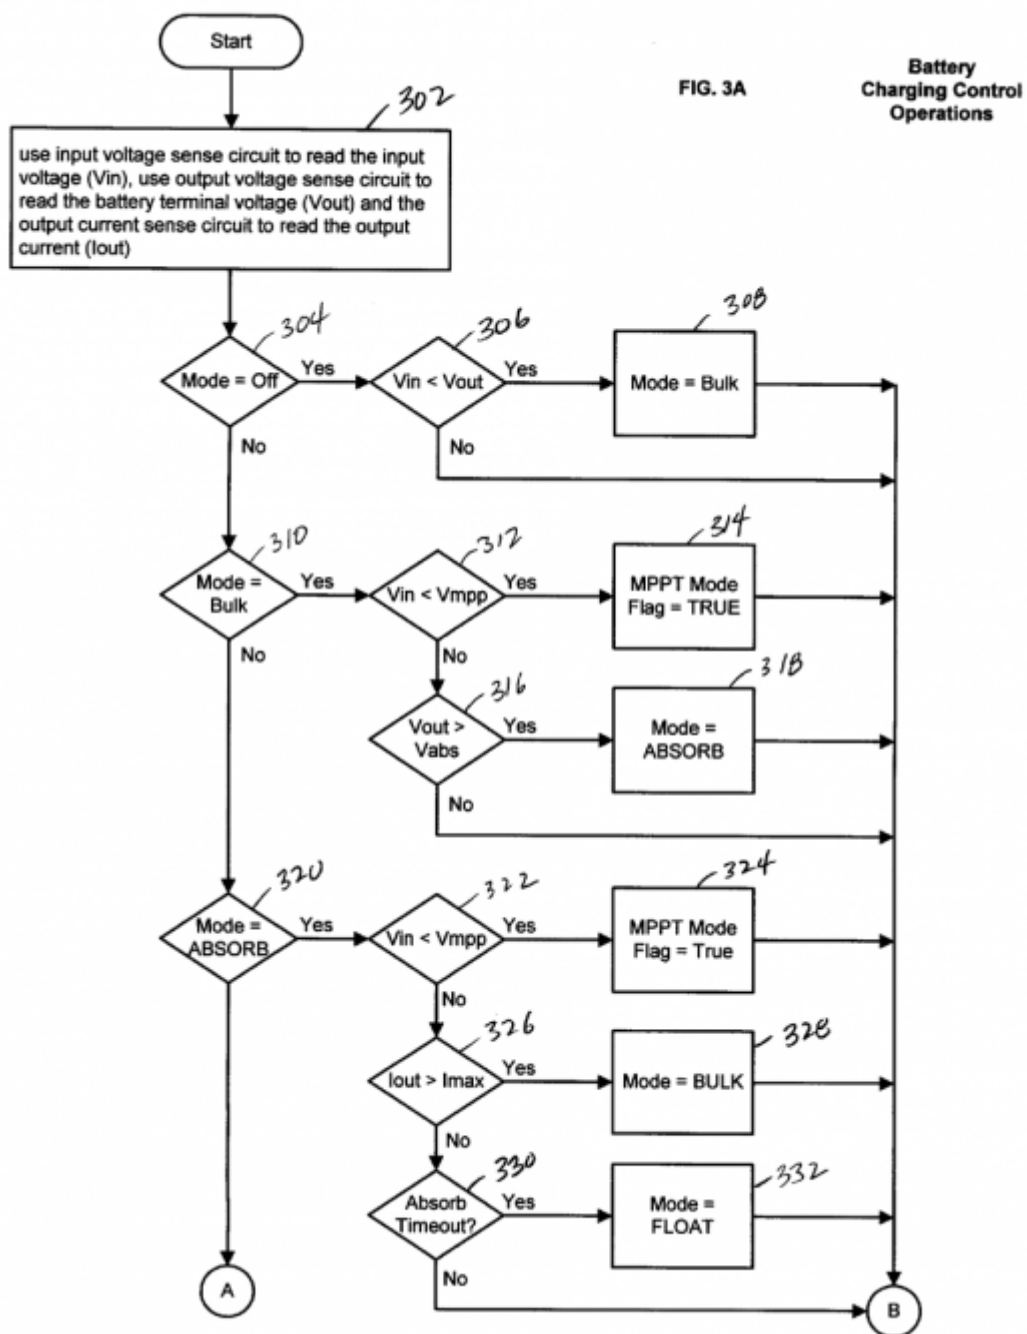 Start
FIG. 3A
Battery
Charging Control
Operations
302
use input voltage sense circuit to read the input
voltage (Vin), use output voltage sense circuit to
read the battery terminal voltage (Vout) and the
output current sense circuit to read the output
current (Iout)
304
306
308
Mode = Off
Yes
Vin < Vout
Yes
Mode = Bulk
No
No
310
312
314
Mode =
Bulk
Yes
Vin < Vmpp
Yes
MPPT Mode
Flag = TRUE
No
No
316
318
Vout >
Vabs
Yes
Mode =
ABSORB
No
320
322
324
Mode =
ABSORB
Yes
Vin < Vmpp
Yes
MPPT Mode
Flag = True
No
326
328
Iout > Imax
Yes
Mode = BULK
No
330
332
Absorb
Timeout?
Yes
Mode =
FLOAT
No
A
B